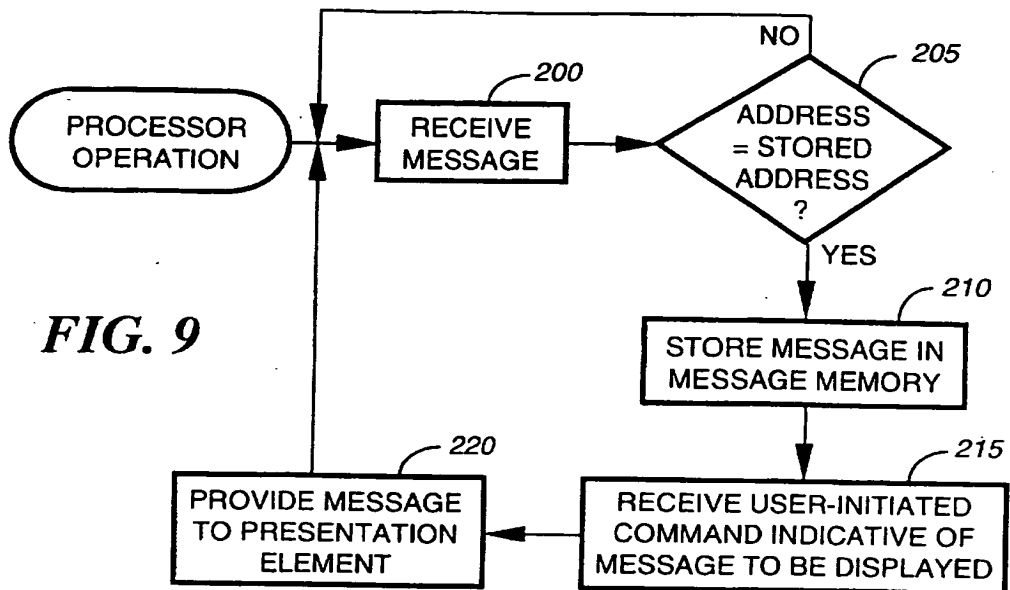 PROCESSOR
OPERATION
200
RECEIVE
MESSAGE
NO
205
ADDRESS
= STORED
ADDRESS
?
YES
210
STORE MESSAGE IN
MESSAGE MEMORY
215
RECEIVE USER-INITIATED
COMMAND INDICATIVE OF
MESSAGE TO BE DISPLAYED
220
PROVIDE MESSAGE
TO PRESENTATION
ELEMENT
FIG. 9